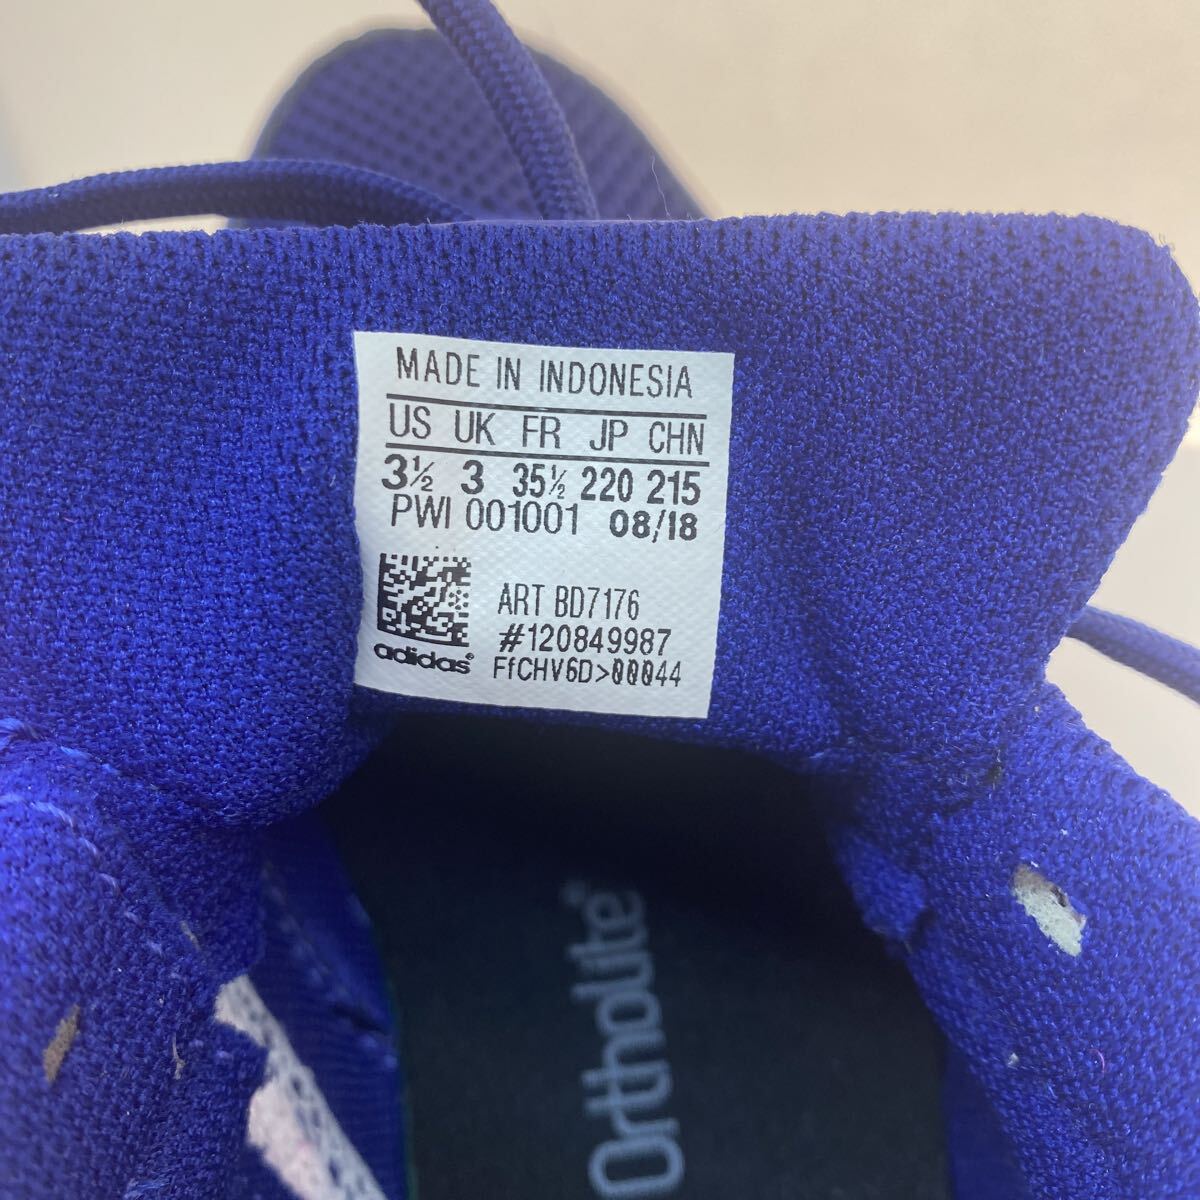 MADE IN INDONESIA
US UK FR JP CHN
3½ 3 35½ 220 215
PWI 001001 08/18
ART BD7176
#120849987
adidas®
FfCHV6D>00044
Ortholite®